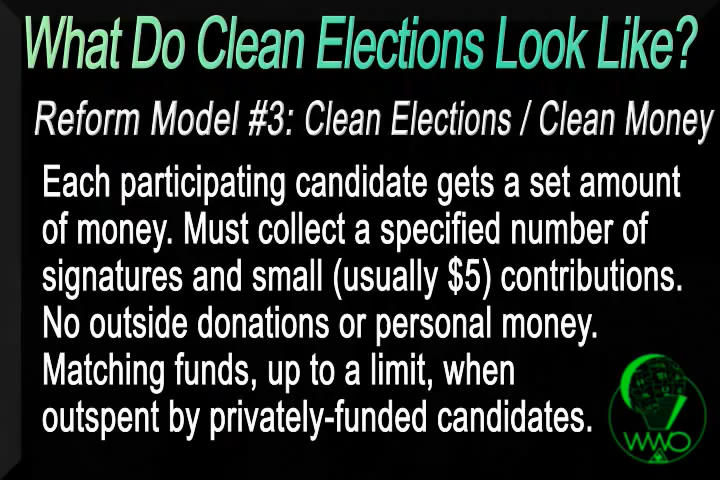 What Do Clean Elections Look Like?
Reform Model #3: Clean Elections / Clean Money
Each participating candidate gets a set amount
of money. Must collect a specified number of
signatures and small (usually $5) contributions.
No outside donations or personal money.
Matching funds, up to a limit, when
outspent by privately-funded candidates.
WWO